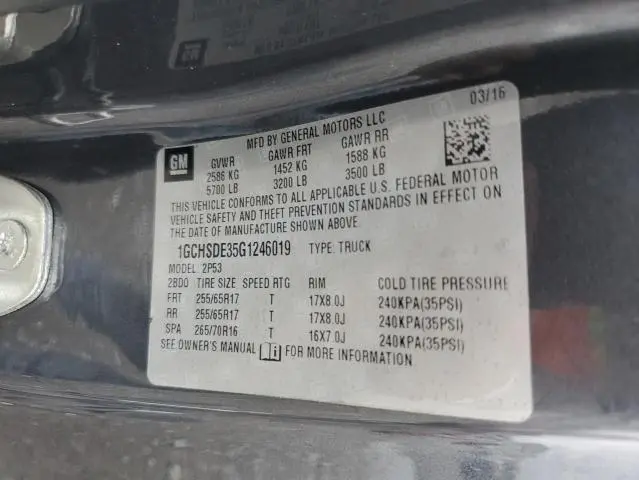 03/16
MFD BY GENERAL MOTORS LLC
GM
GVWR GAWR FRT GAWR RR
2586 KG 1452 KG 1588 KG
5700 LB 3200 LB 3500 LB
THIS VEHICLE CONFORMS TO ALL APPLICABLE U.S. FEDERAL MOTOR
VEHICLE SAFETY AND THEFT PREVENTION STANDARDS IN EFFECT ON
THE DATE OF MANUFACTURE SHOWN ABOVE.
1GCHSDE35G1246019 TYPE: TRUCK
MODEL: 2P53
2BDO TIRE SIZE SPEED RTG RIM COLD TIRE PRESSURE
FRT 255/65R17 T 17X8.0J 240KPA(35PSI)
RR 255/65R17 T 17X8.0J 240KPA(35PSI)
SPA 265/70R16 T 16X7.0J 240KPA(35PSI)
SEE OWNER'S MANUAL FOR MORE INFORMATION